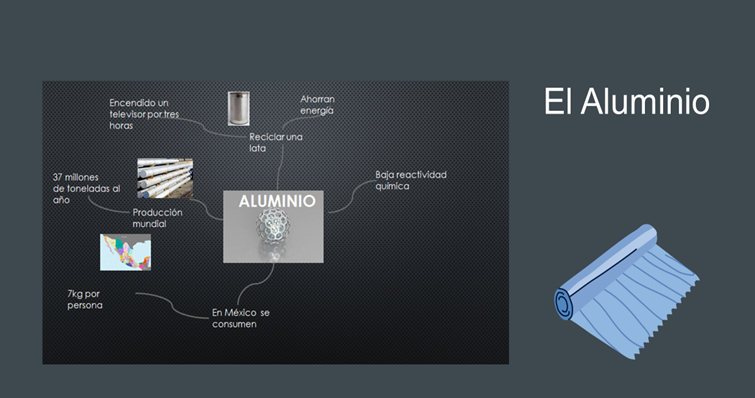 El Aluminio
Encendido un
televisor por tres
horas
Ahorran
energía
Reciclar una
lata
37 millones
de toneladas al
año
Producción
mundial
ALUMINIO
Baja reactividad
química
7kg por
persona
En México se
consumen